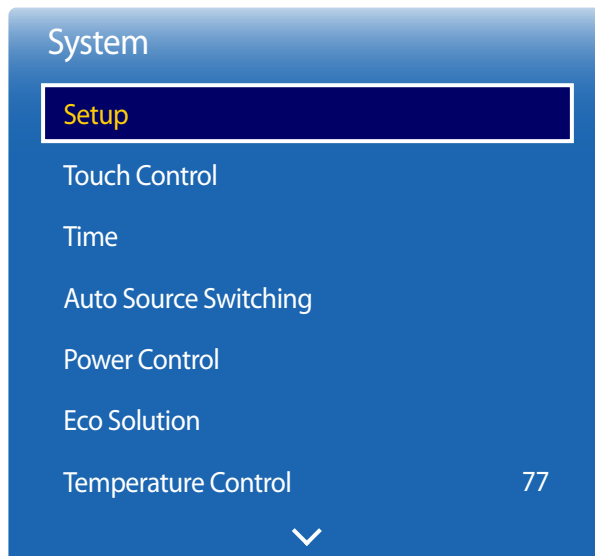 System
Setup
Touch Control
Time
Auto Source Switching
Power Control
Eco Solution
Temperature Control 77